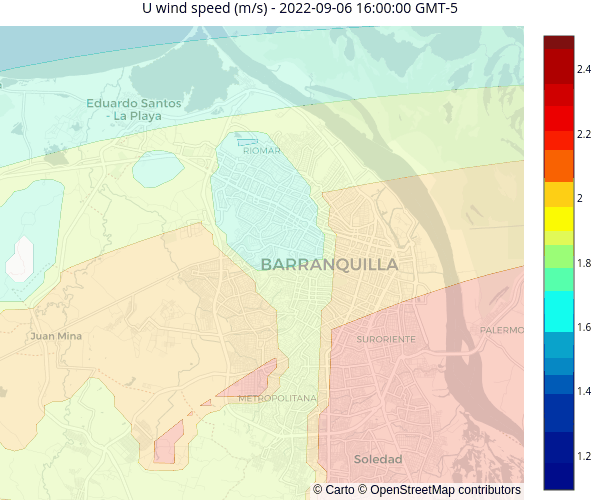 U wind speed (m/s) - 2022-09-06 16:00:00 GMT-5
2.4
2.2
2
1.8
1.6
1.4
1.2
Eduardo Santos
- La Playa
RIOMAR
BARRANQUILLA
Juan Mina
SURORIENTE
PALERMO
METROPOLITANA
Soledad
© Carto © OpenStreetMap contributors